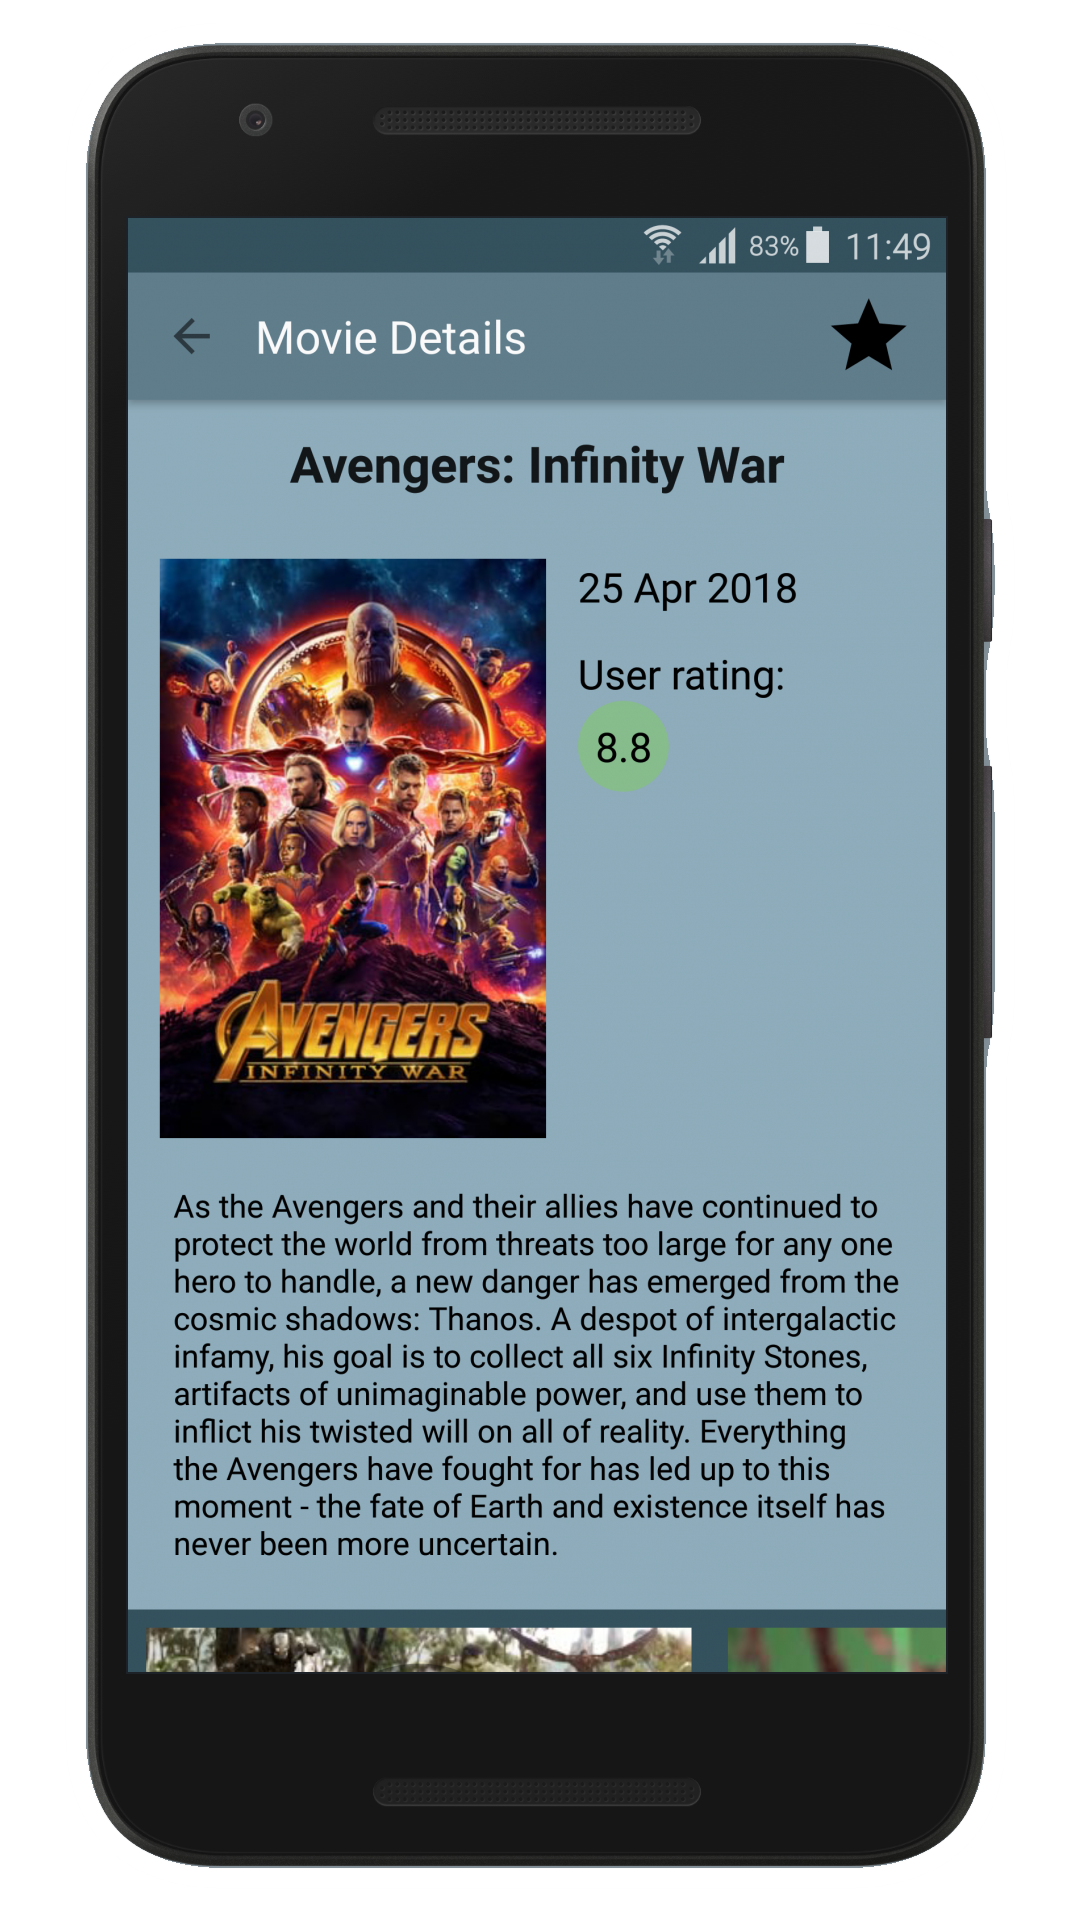 83% 11:49
Movie Details
Avengers: Infinity War
25 Apr 2018
User rating:
8.8
AVENGERS
INFINITY WAR
As the Avengers and their allies have continued to
protect the world from threats too large for any one
hero to handle, a new danger has emerged from the
cosmic shadows: Thanos. A despot of intergalactic
infamy, his goal is to collect all six Infinity Stones,
artifacts of unimaginable power, and use them to
inflict his twisted will on all of reality. Everything
the Avengers have fought for has led up to this
moment - the fate of Earth and existence itself has
never been more uncertain.